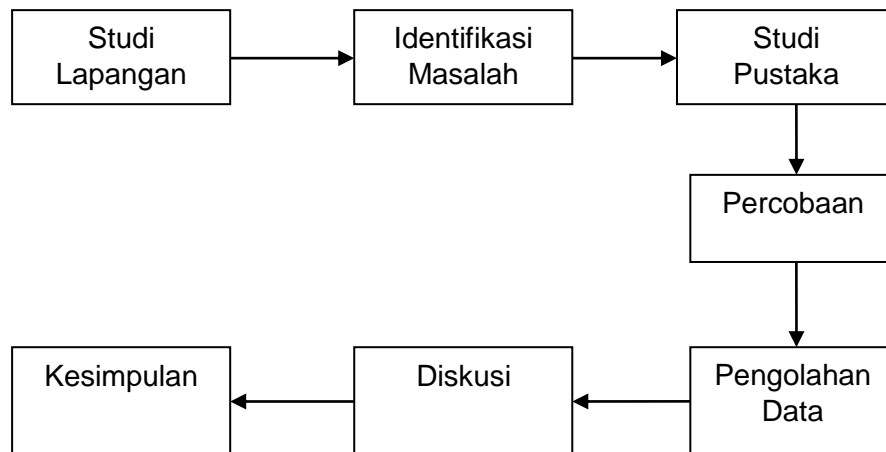 Studi
Lapangan
Identifikasi
Masalah
Studi
Pustaka
Percobaan
Pengolahan
Data
Diskusi
Kesimpulan